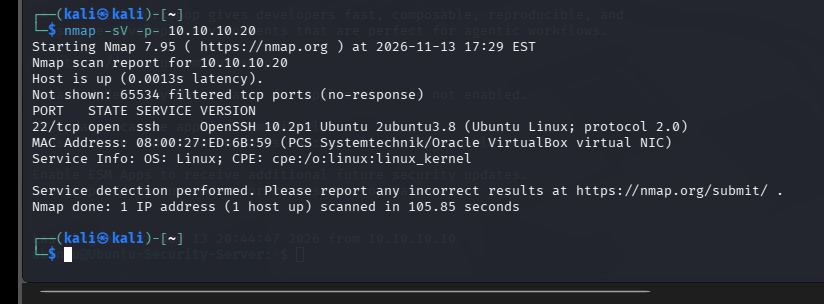 ┌──(kali㉿kali)-[~]
└─$ nmap -sV -p- 10.10.10.20
Starting Nmap 7.95 ( https://nmap.org ) at 2026-11-13 17:29 EST
Nmap scan report for 10.10.10.20
Host is up (0.0013s latency).
Not shown: 65534 filtered tcp ports (no-response)
PORT   STATE SERVICE VERSION
22/tcp open  ssh     OpenSSH 10.2p1 Ubuntu 2ubuntu3.8 (Ubuntu Linux; protocol 2.0)
MAC Address: 08:00:27:ED:6B:59 (PCS Systemtechnik/Oracle VirtualBox virtual NIC)
Service Info: OS: Linux; CPE: cpe:/o:linux:linux_kernel
Service detection performed. Please report any incorrect results at https://nmap.org/submit/ .
Nmap done: 1 IP address (1 host up) scanned in 105.85 seconds
┌──(kali㉿kali)-[~]
└─$